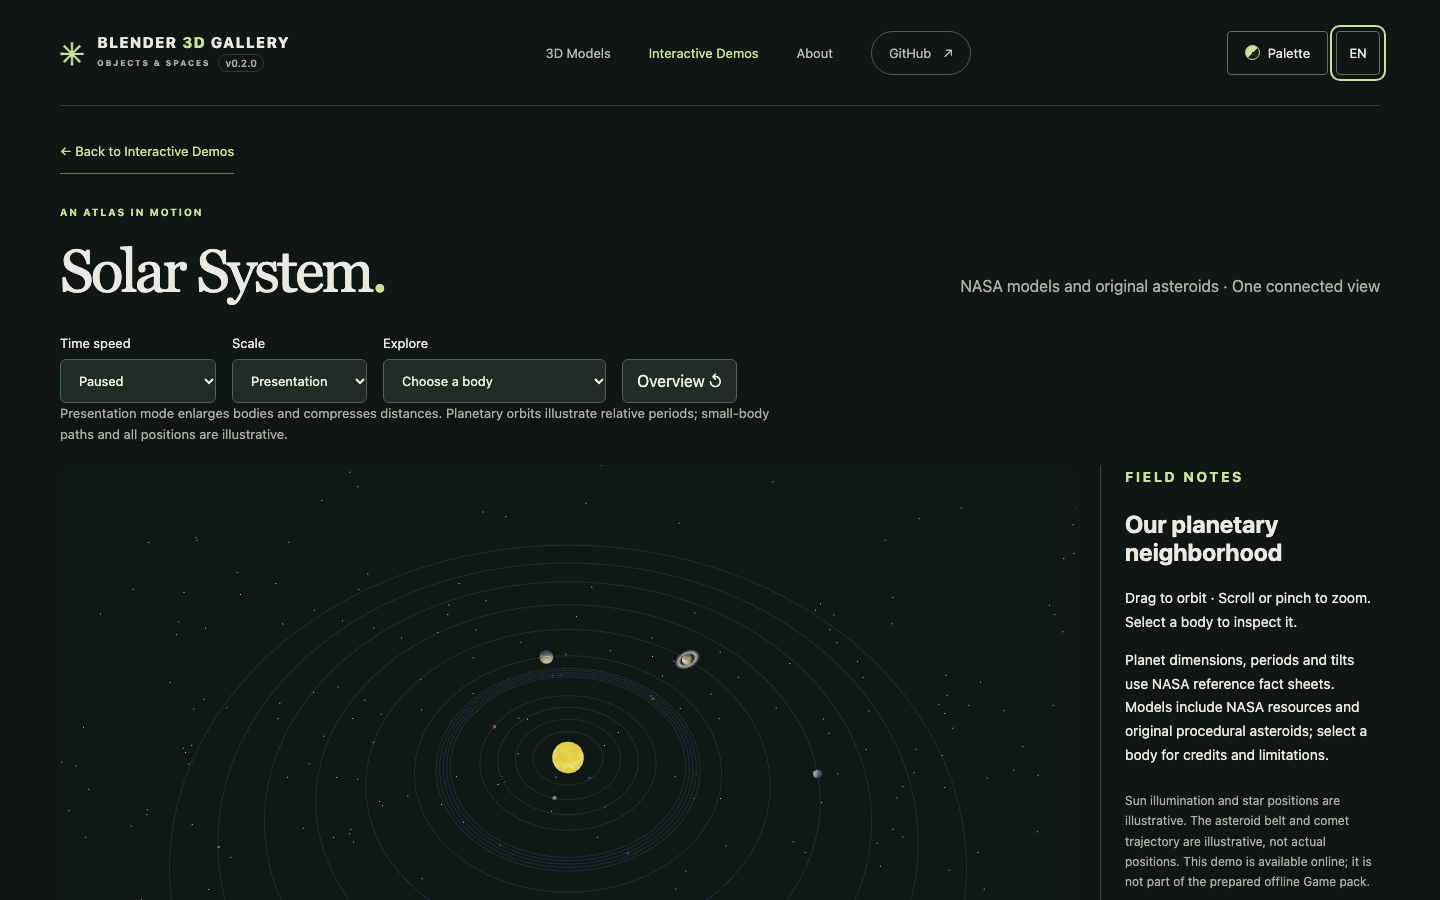 BLENDER 3D GALLERY
OBJECTS & SPACES v0.2.0
3D Models
Interactive Demos
About
GitHub ↗
Palette
EN
← Back to Interactive Demos
AN ATLAS IN MOTION
Solar System.
NASA models and original asteroids · One connected view
Time speed
Scale
Explore
Paused
Presentation
Choose a body
Overview ↺
Presentation mode enlarges bodies and compresses distances. Planetary orbits illustrate relative periods; small-body
paths and all positions are illustrative.
FIELD NOTES
Our planetary
neighborhood
Drag to orbit · Scroll or pinch to zoom.
Select a body to inspect it.
Planet dimensions, periods and tilts
use NASA reference fact sheets.
Models include NASA resources and
original procedural asteroids; select a
body for credits and limitations.
Sun illumination and star positions are
illustrative. The asteroid belt and comet
trajectory are illustrative, not actual
positions. This demo is available online; it is
not part of the prepared offline Game pack.